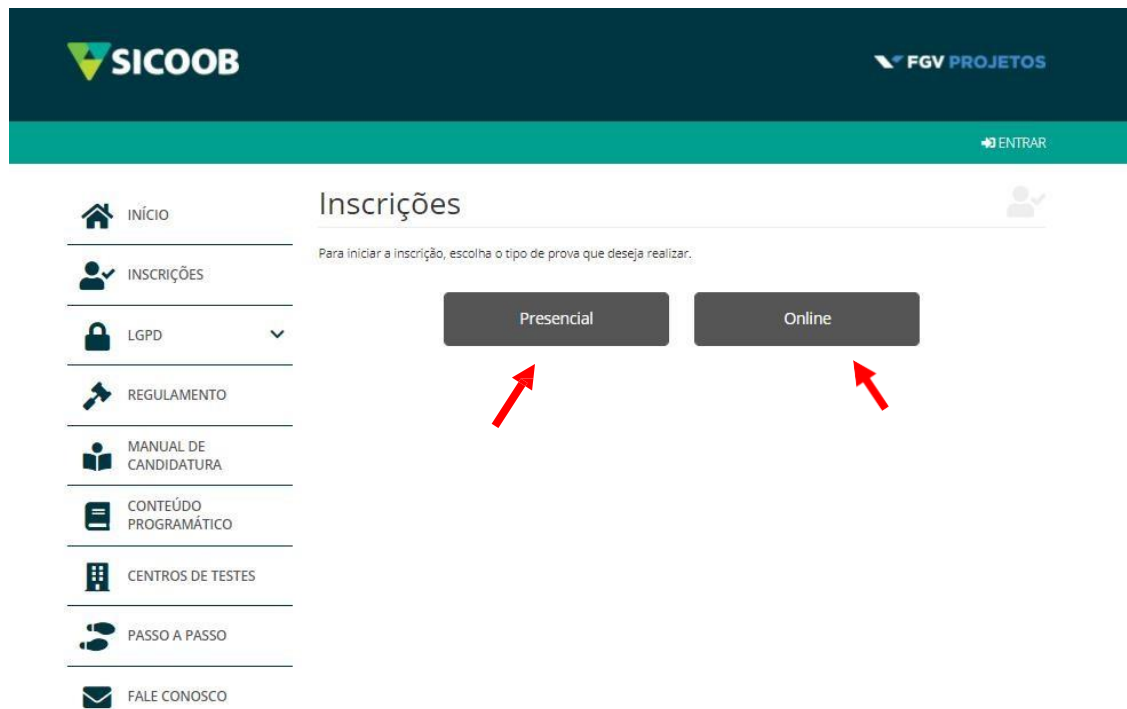 SICOOB
FGV PROJETOS
ENTRAR
INÍCIO
INSCRIÇÕES
LGPD
REGULAMENTO
MANUAL DE
CANDIDATURA
CONTEÚDO
PROGRAMÁTICO
CENTROS DE TESTES
PASSO A PASSO
FALE CONOSCO
Inscrições
Para iniciar a inscrição, escolha o tipo de prova que deseja realizar.
Presencial
Online